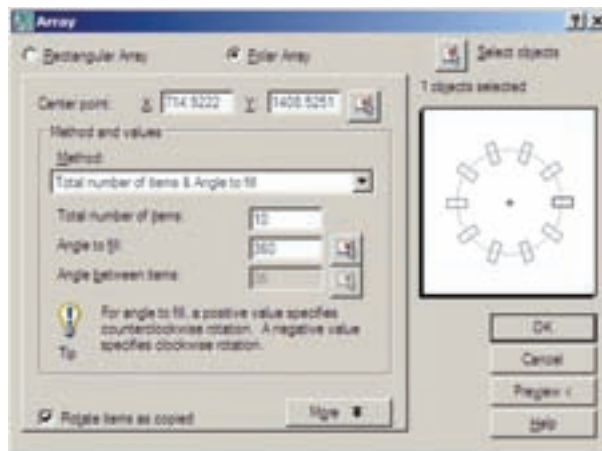 Array
Rectangular Array
Polar Array
Select objects
1 objects selected
Center point: X: 714.9222 Y: 1408.5251
Method and values
Method:
Total number of items & Angle to fill
Total number of items: 10
Angle to fill: 360
Angle between items: 36
For angle to fill, a positive value specifies
counterclockwise rotation. A negative value
specifies clockwise rotation.
Tip
Rotate items as copied
More
OK
Cancel
Preview <
Help